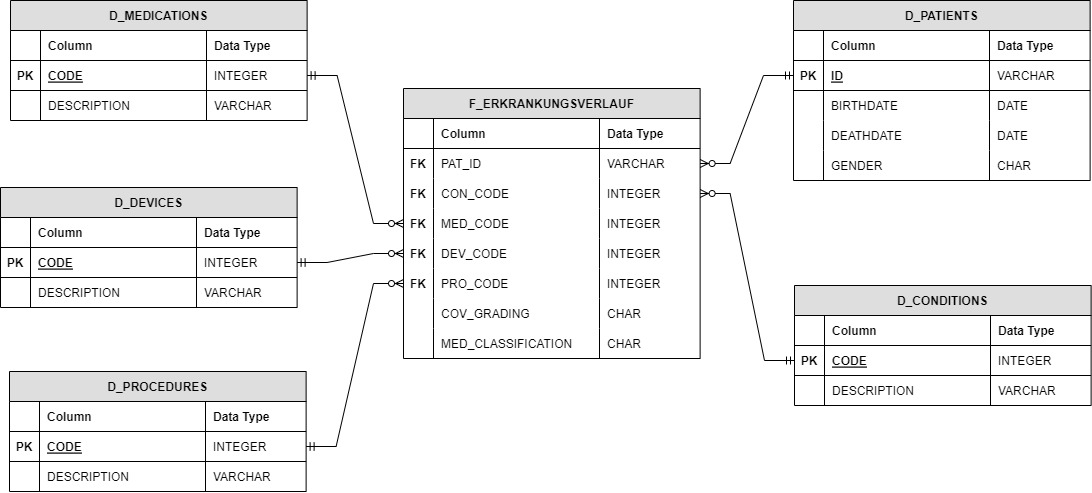 D_MEDICATIONS
Column Data Type
PK CODE INTEGER
DESCRIPTION VARCHAR
D_DEVICES
Column Data Type
PK CODE INTEGER
DESCRIPTION VARCHAR
D_PROCEDURES
Column Data Type
PK CODE INTEGER
DESCRIPTION VARCHAR
F_ERKRANKUNGSVERLAUF
Column Data Type
FK PAT_ID VARCHAR
FK CON_CODE INTEGER
FK MED_CODE INTEGER
FK DEV_CODE INTEGER
FK PRO_CODE INTEGER
COV_GRADING CHAR
MED_CLASSIFICATION CHAR
D_PATIENTS
Column Data Type
PK ID VARCHAR
BIRTHDATE DATE
DEATHDATE DATE
GENDER CHAR
D_CONDITIONS
Column Data Type
PK CODE INTEGER
DESCRIPTION VARCHAR